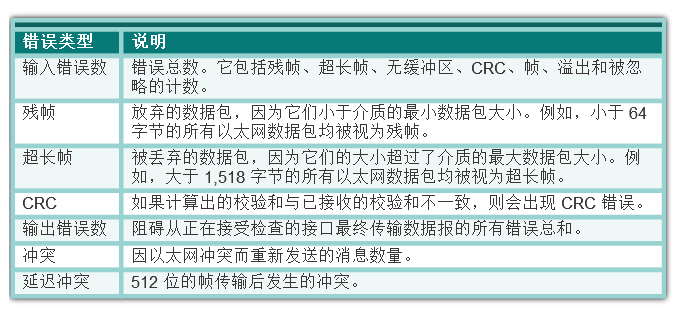 错误类型 说明
输入错误数 错误总数。它包括残帧、超长帧、无缓冲区、CRC、帧、溢出和被忽
略的计数。
残帧 放弃的数据包，因为它们小于介质的最小数据包大小。例如，小于 64
字节的所有以太网数据包均被视为残帧。
超长帧 被丢弃的数据包，因为它们的大小超过了介质的最大数据包大小。例
如，大于 1,518 字节的所有以太网数据包均被视为超长帧。
CRC 如果计算出的校验和与已接收的校验和不一致，则会出现 CRC 错误。
输出错误数 阻碍从正在接受检查的接口最终传输数据报的所有错误总和。
冲突 因以太网冲突而重新发送的消息数量。
延迟冲突 512 位的帧传输后发生的冲突。